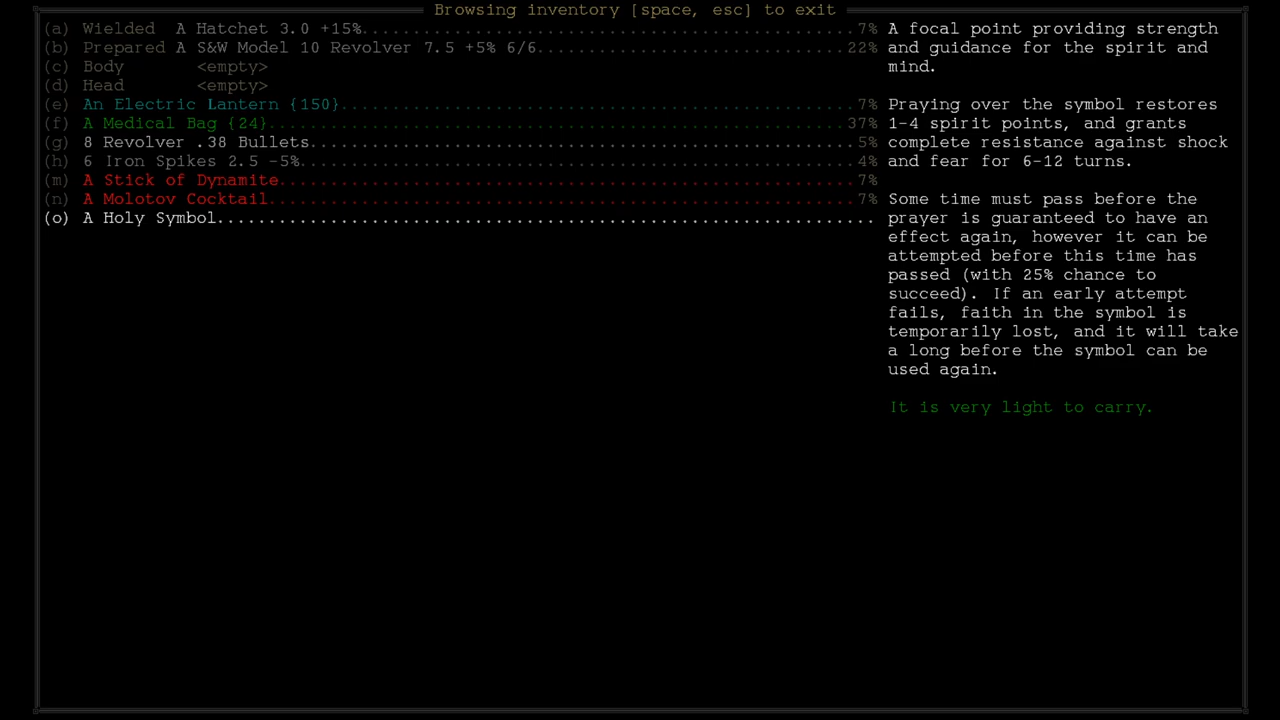 Browsing inventory [space, esc] to exit
(a) Wielded  A Hatchet 3.0 +15%..................................................7%
(b) Prepared A S&W Model 10 Revolver 7.5 +5% 6/6..............................22%
(c) Body     <empty>
(d) Head     <empty>
(e) An Electric Lantern {150}..................................................7%
(f) A Medical Bag {24}.........................................................37%
(g) 8 Revolver .38 Bullets.....................................................5%
(h) 6 Iron Spikes 2.5 -5%......................................................4%
(m) A Stick of Dynamite........................................................7%
(n) A Molotov Cocktail.........................................................7%
(o) A Holy Symbol................................................................
A focal point providing strength
and guidance for the spirit and
mind.
Praying over the symbol restores
1-4 spirit points, and grants
complete resistance against shock
and fear for 6-12 turns.
Some time must pass before the
prayer is guaranteed to have an
effect again, however it can be
attempted before this time has
passed (with 25% chance to
succeed). If an early attempt
fails, faith in the symbol is
temporarily lost, and it will take
a long before the symbol can be
used again.
It is very light to carry.